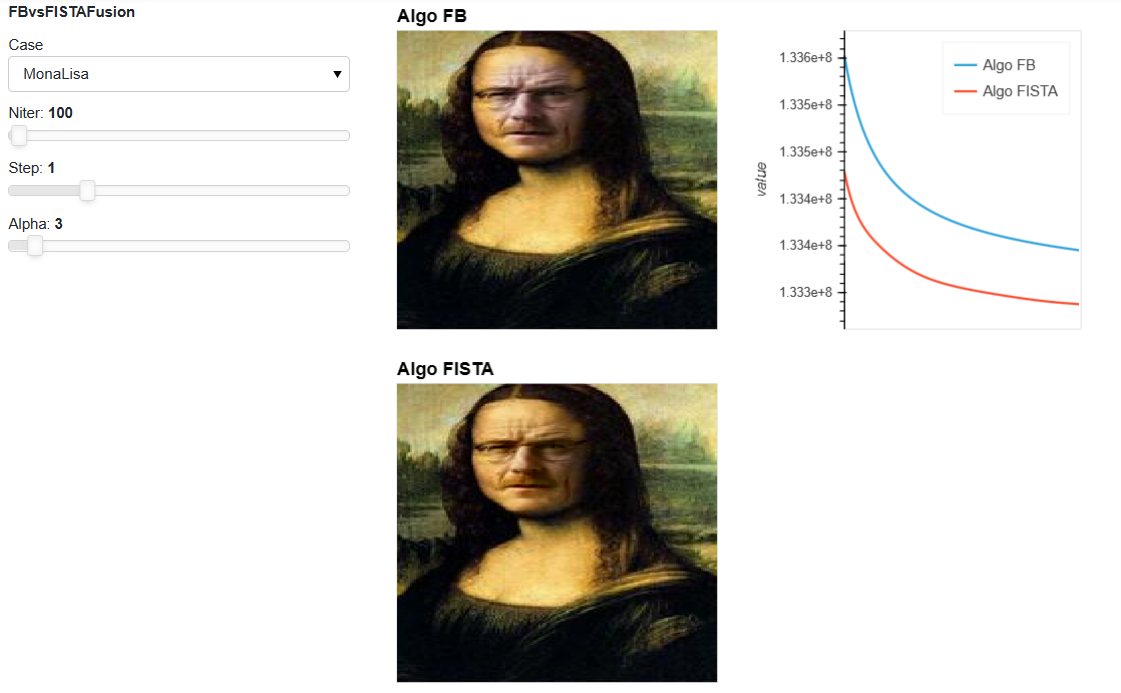 FBvsFISTAFusion
Case
MonaLisa
Niter: 100
Step: 1
Alpha: 3
Algo FB
Algo FB
Algo FISTA
1.336e+8
1.335e+8
1.335e+8
1.334e+8
1.334e+8
1.333e+8
value
Algo FISTA